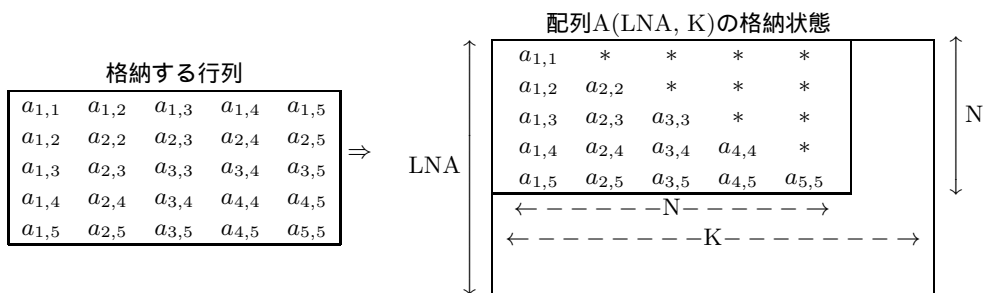 配列A(LNA, K)の格納状態
格納する行列
a1,1 a1,2 a1,3 a1,4 a1,5
a1,2 a2,2 a2,3 a2,4 a2,5
a1,3 a2,3 a3,3 a3,4 a3,5
a1,4 a2,4 a3,4 a4,4 a4,5
a1,5 a2,5 a3,5 a4,5 a5,5
⇒
LNA
a1,1 * * * *
a1,2 a2,2 * * *
a1,3 a2,3 a3,3 * *
a1,4 a2,4 a3,4 a4,4 *
a1,5 a2,5 a3,5 a4,5 a5,5
N
N
K